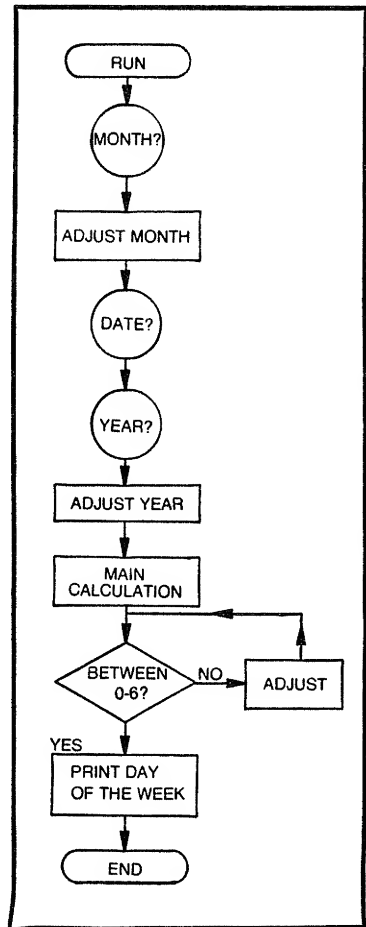 RUN
MONTH?
ADJUST MONTH
DATE?
YEAR?
ADJUST YEAR
MAIN
CALCULATION
BETWEEN
0-6?
NO
ADJUST
YES
PRINT DAY
OF THE WEEK
END